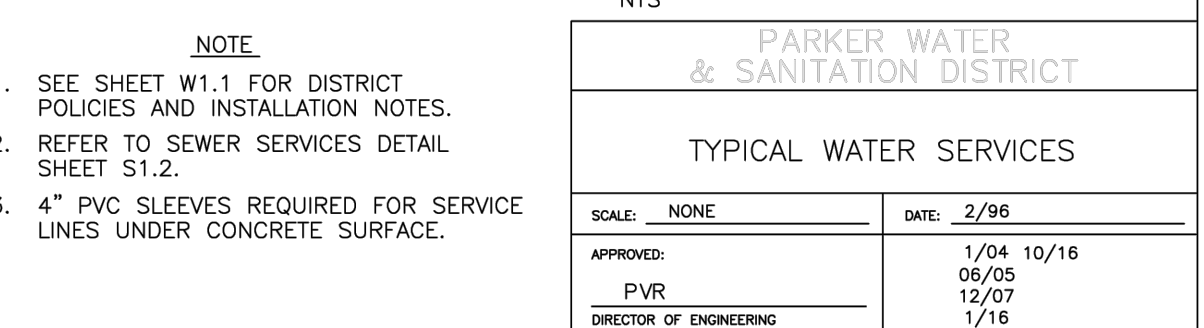 NTS
NOTE
. SEE SHEET W1.1 FOR DISTRICT
POLICIES AND INSTALLATION NOTES.
2. REFER TO SEWER SERVICES DETAIL
SHEET S1.2.
3. 4" PVC SLEEVES REQUIRED FOR SERVICE
LINES UNDER CONCRETE SURFACE.
PARKER WATER
& SANITATION DISTRICT
TYPICAL WATER SERVICES
SCALE: NONE
DATE: 2/96
APPROVED:
PVR
DIRECTOR OF ENGINEERING
1/04 10/16
06/05
12/07
1/16